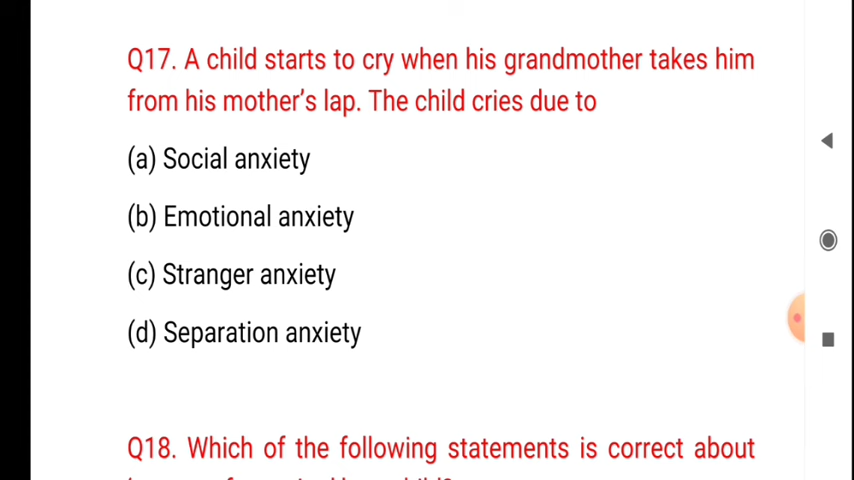 Q17. A child starts to cry when his grandmother takes him
from his mother's lap. The child cries due to
(a) Social anxiety
(b) Emotional anxiety
(c) Stranger anxiety
(d) Separation anxiety
Q18. Which of the following statements is correct about